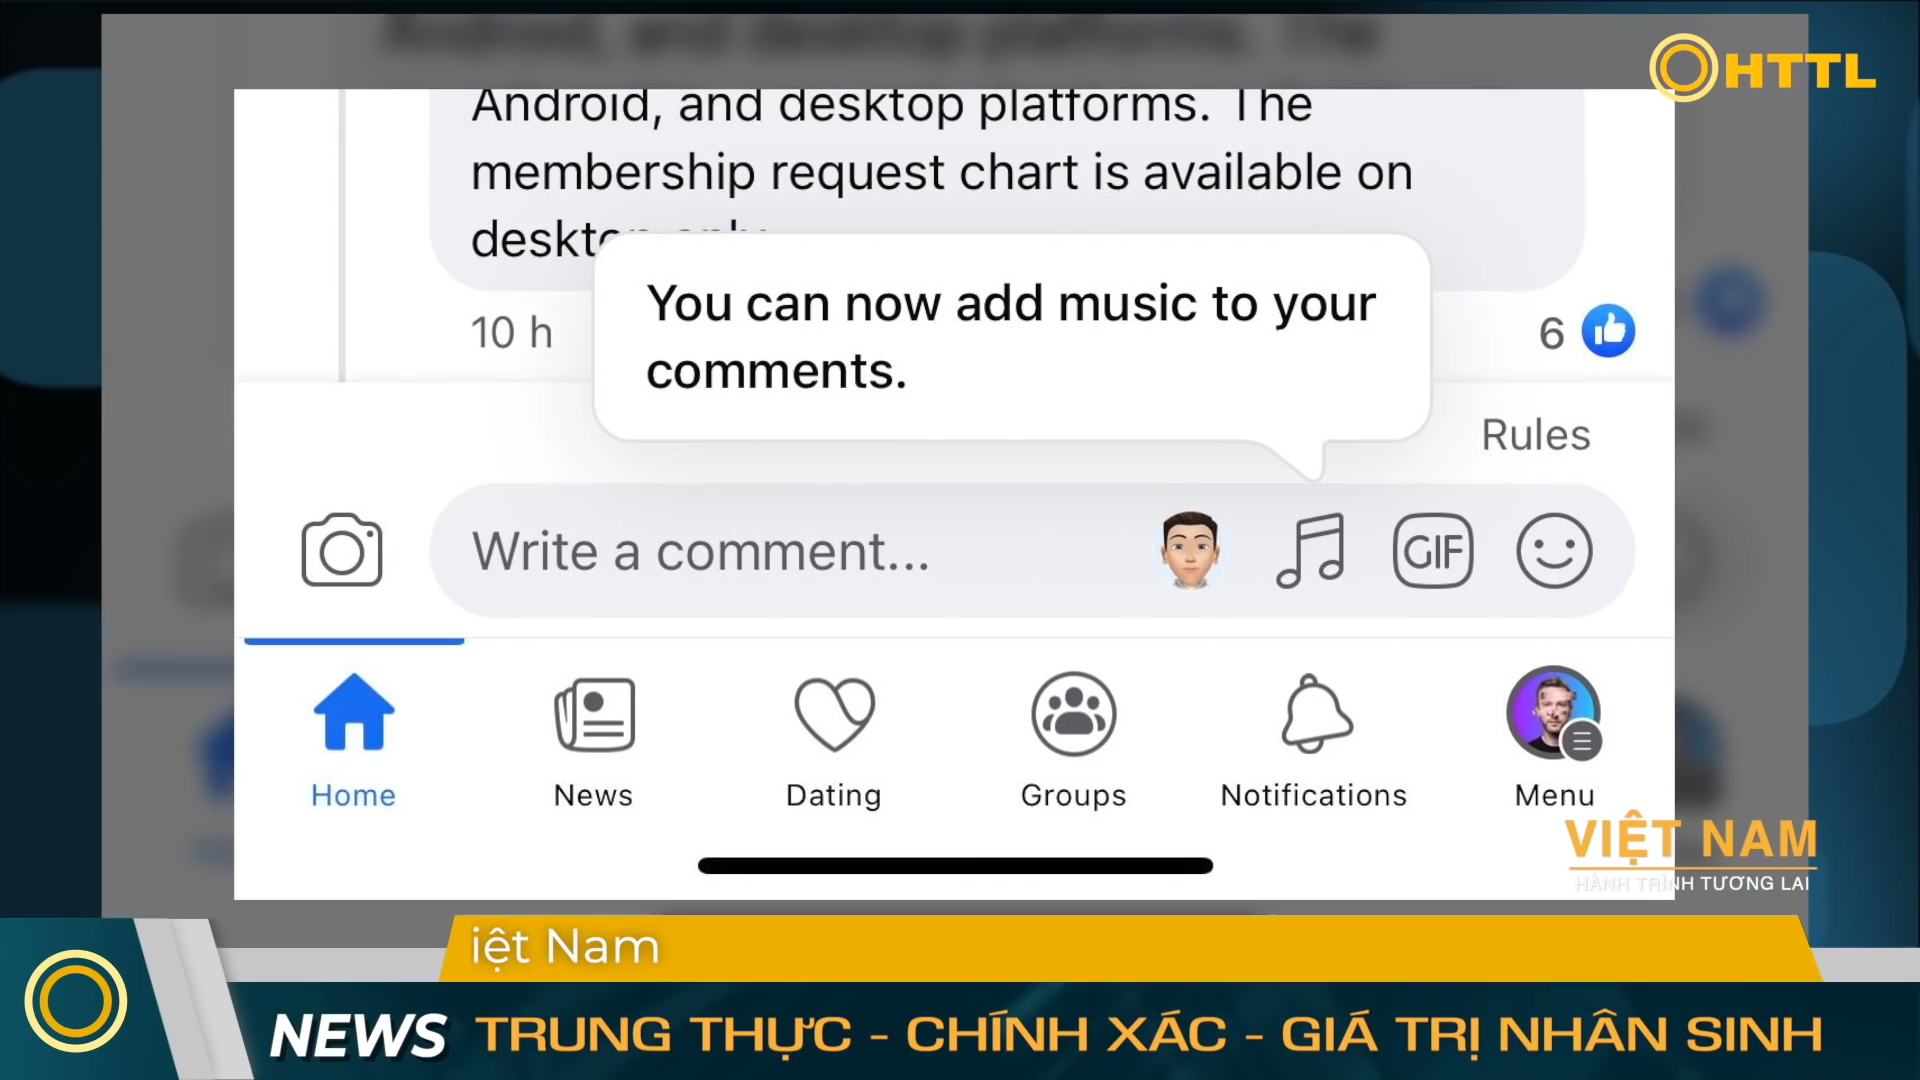 HTTL
Android, and desktop platforms. The
membership request chart is available on
desktop only
You can now add music to your
comments.
10 h
6
Rules
Write a comment...
GIF
Home
News
Dating
Groups
Notifications
Menu
VIỆT NAM
HÀNH TRÌNH TƯƠNG LAI
iệt Nam
NEWS
TRUNG THỰC - CHÍNH XÁC - GIÁ TRỊ NHÂN SINH